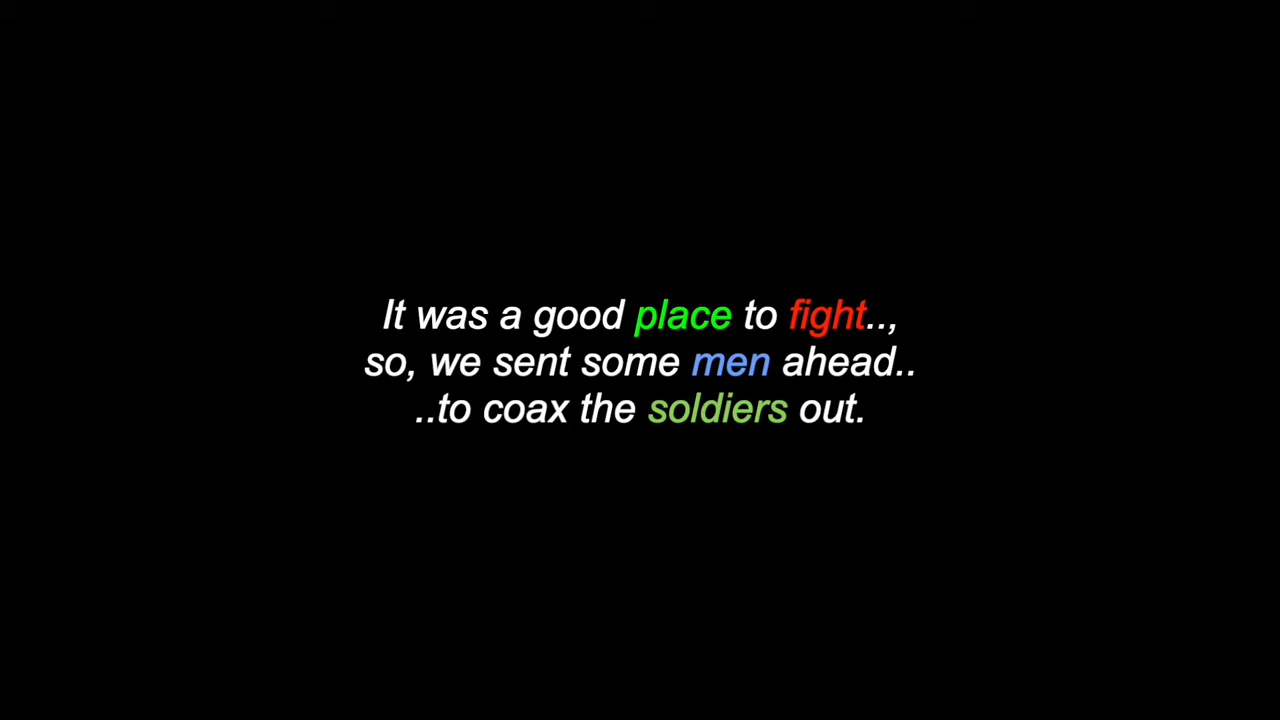 It was a good place to fight..,
so, we sent some men ahead..
..to coax the soldiers out.